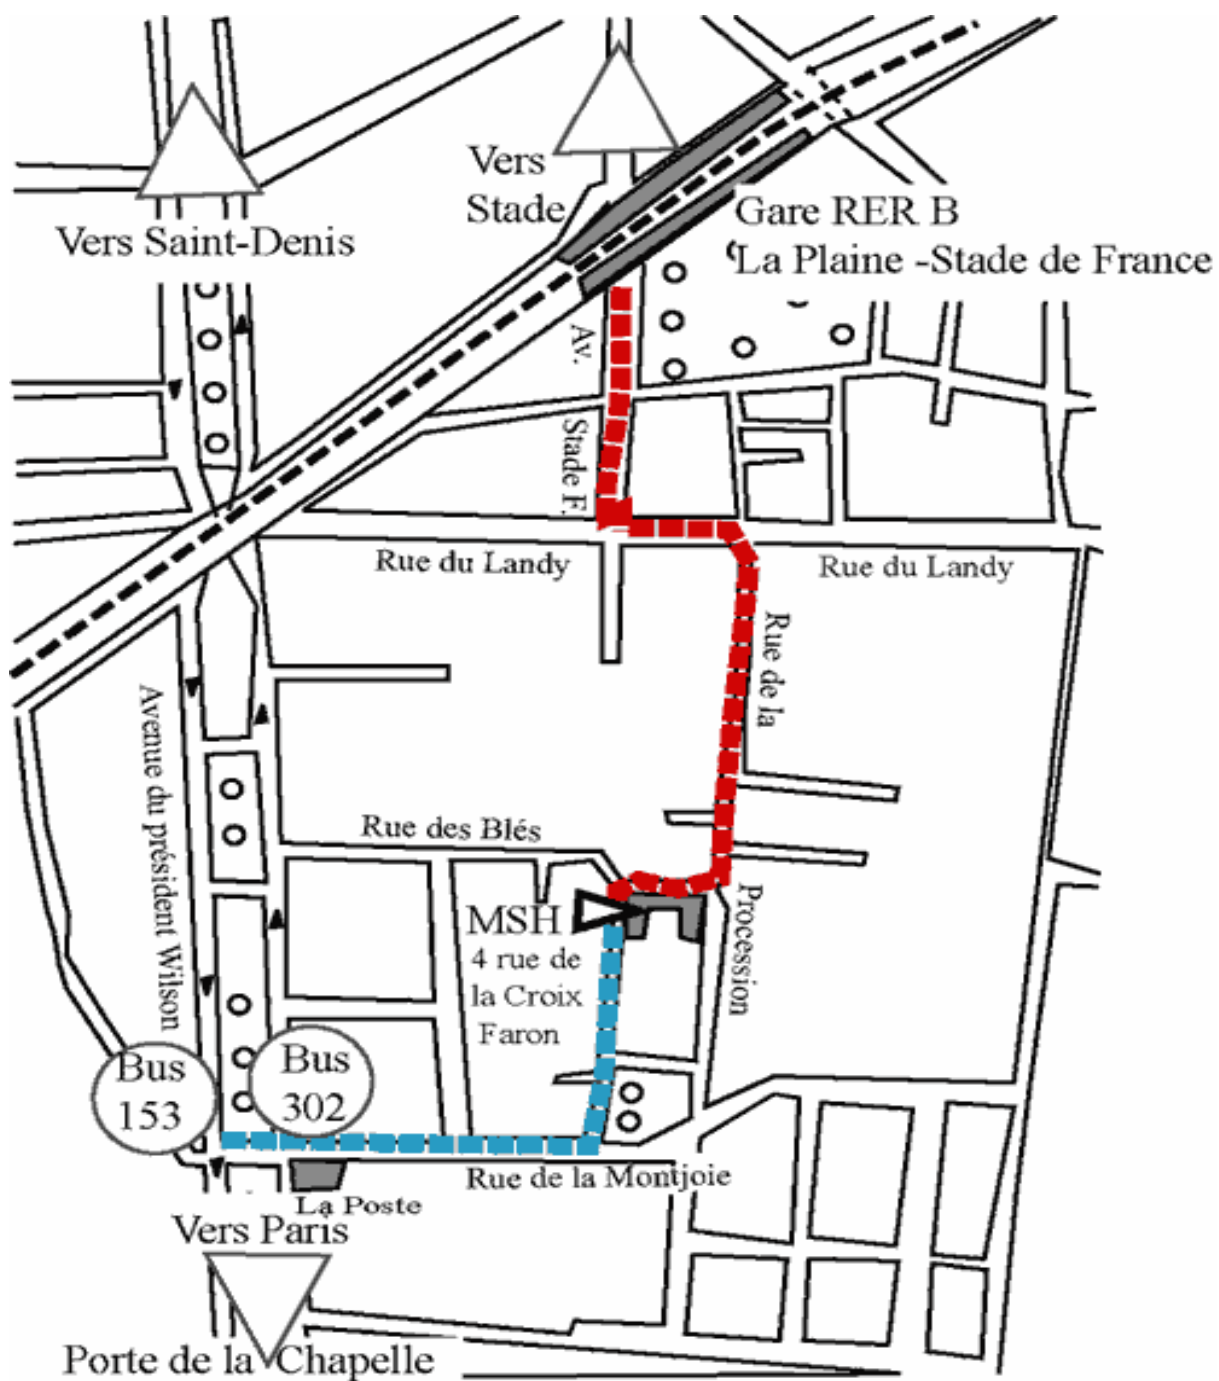 Vers
Stade
Vers Saint-Denis
Gare RER B
La Plaine -Stade de France
Av.
Stade F.
Rue du Landy
Rue du Landy
Rue de la
Procession
Avenue du président Wilson
Rue des Blés
MSH
4 rue de
la Croix
Faron
Bus
153
Bus
302
Rue de la Montjoie
La Poste
Vers Paris
Porte de la Chapelle